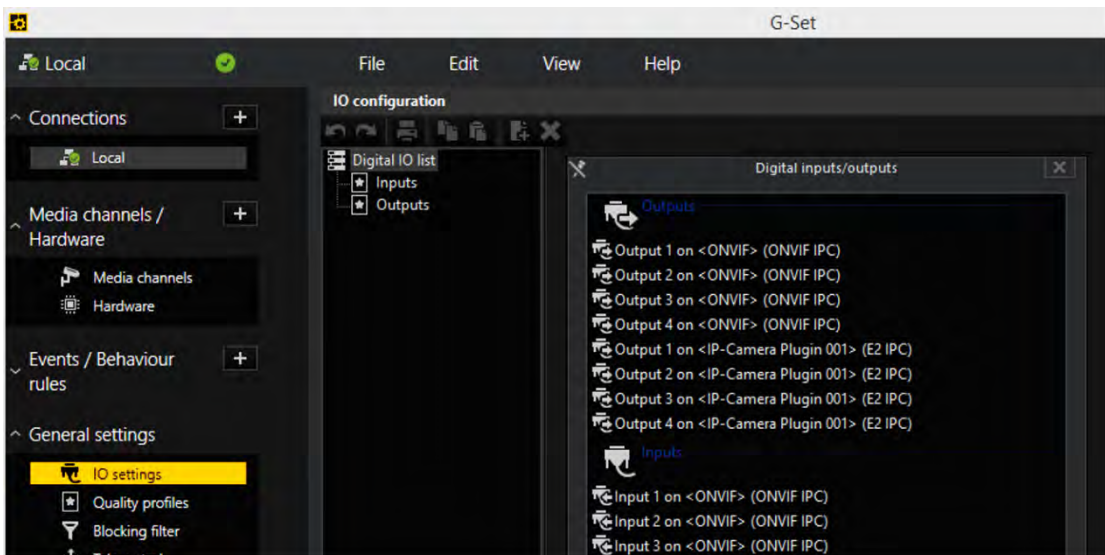 G-Set
Local
File Edit View Help
IO configuration
Connections
Local
Media channels /
Hardware
Media channels
Hardware
Events / Behaviour
rules
General settings
IO settings
Quality profiles
Blocking filter
Digital IO list
Inputs
Outputs
Digital inputs/outputs
Outputs
Output 1 on <ONVIF> (ONVIF IPC)
Output 2 on <ONVIF> (ONVIF IPC)
Output 3 on <ONVIF> (ONVIF IPC)
Output 4 on <ONVIF> (ONVIF IPC)
Output 1 on <IP-Camera Plugin 001> (E2 IPC)
Output 2 on <IP-Camera Plugin 001> (E2 IPC)
Output 3 on <IP-Camera Plugin 001> (E2 IPC)
Output 4 on <IP-Camera Plugin 001> (E2 IPC)
Inputs
Input 1 on <ONVIF> (ONVIF IPC)
Input 2 on <ONVIF> (ONVIF IPC)
Input 3 on <ONVIF> (ONVIF IPC)